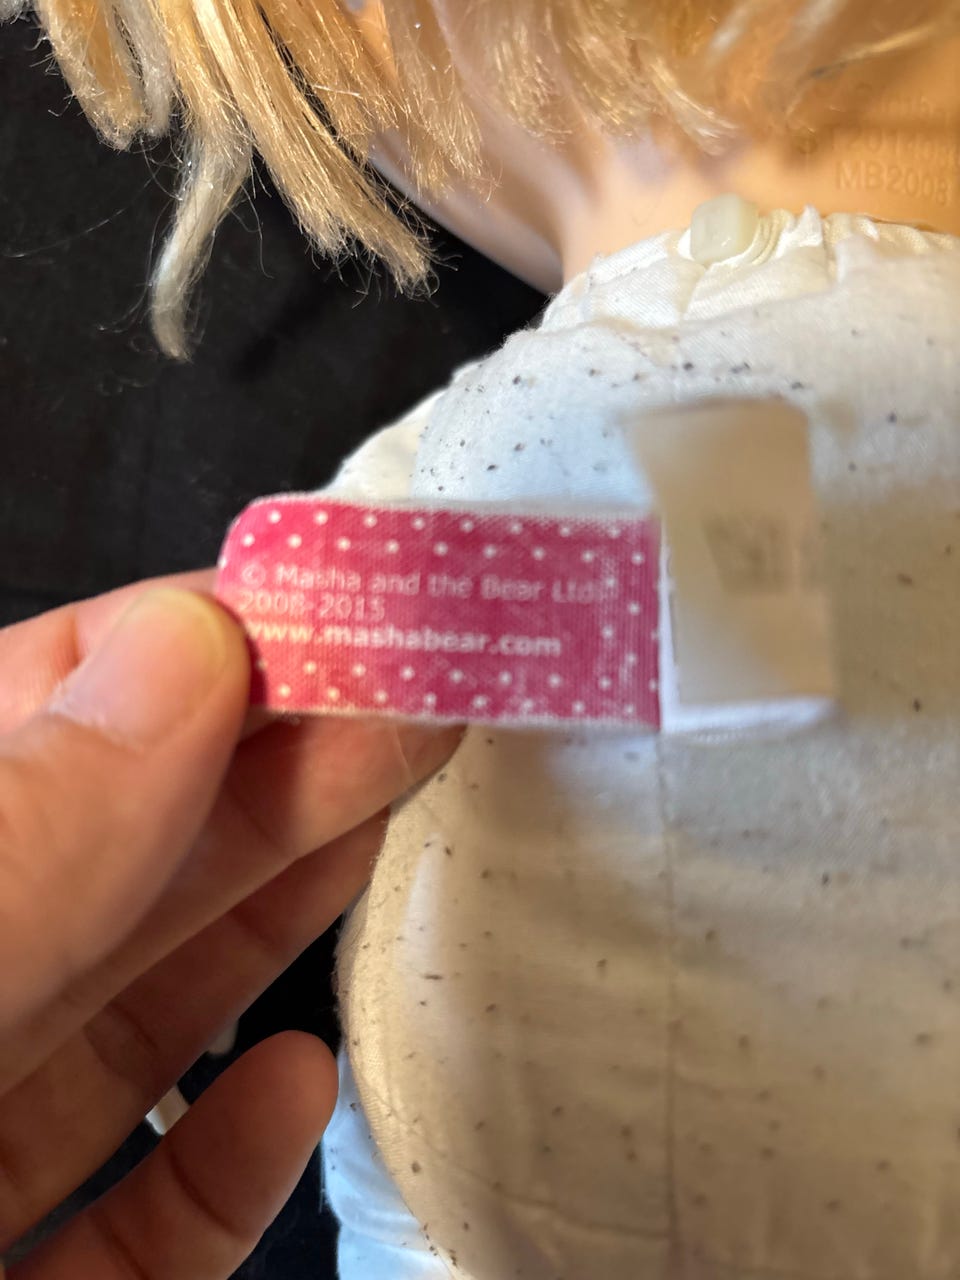 MB2008
© Masha and the Bear Ltd.
2008-2015
www.mashabear.com